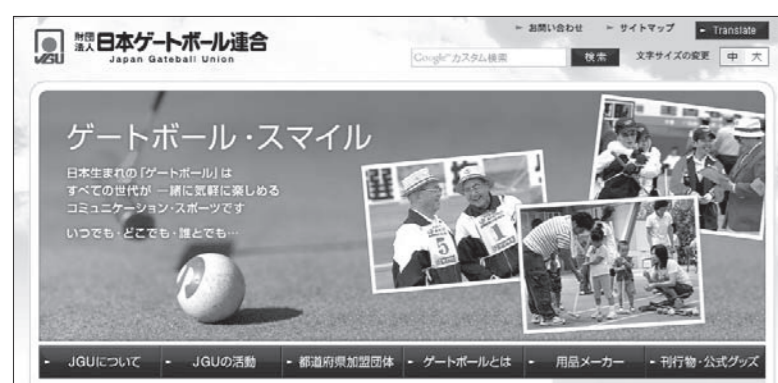 お問い合わせ サイトマップ Translate
財団法人 日本ゲートボール連合
Japan Gateball Union
JGU
Google カスタム検索 検索 文字サイズの変更 中 大
ゲートボール・スマイル
日本生まれの「ゲートボール」は
すべての世代が 一緒に気軽に楽しめる
コミュニケーション・スポーツです
いつでも・どこでも・誰とでも…
5 1
JGUについて JGUの活動 都道府県加盟団体 ゲートボールとは 用品メーカー 刊行物・公式グッズ